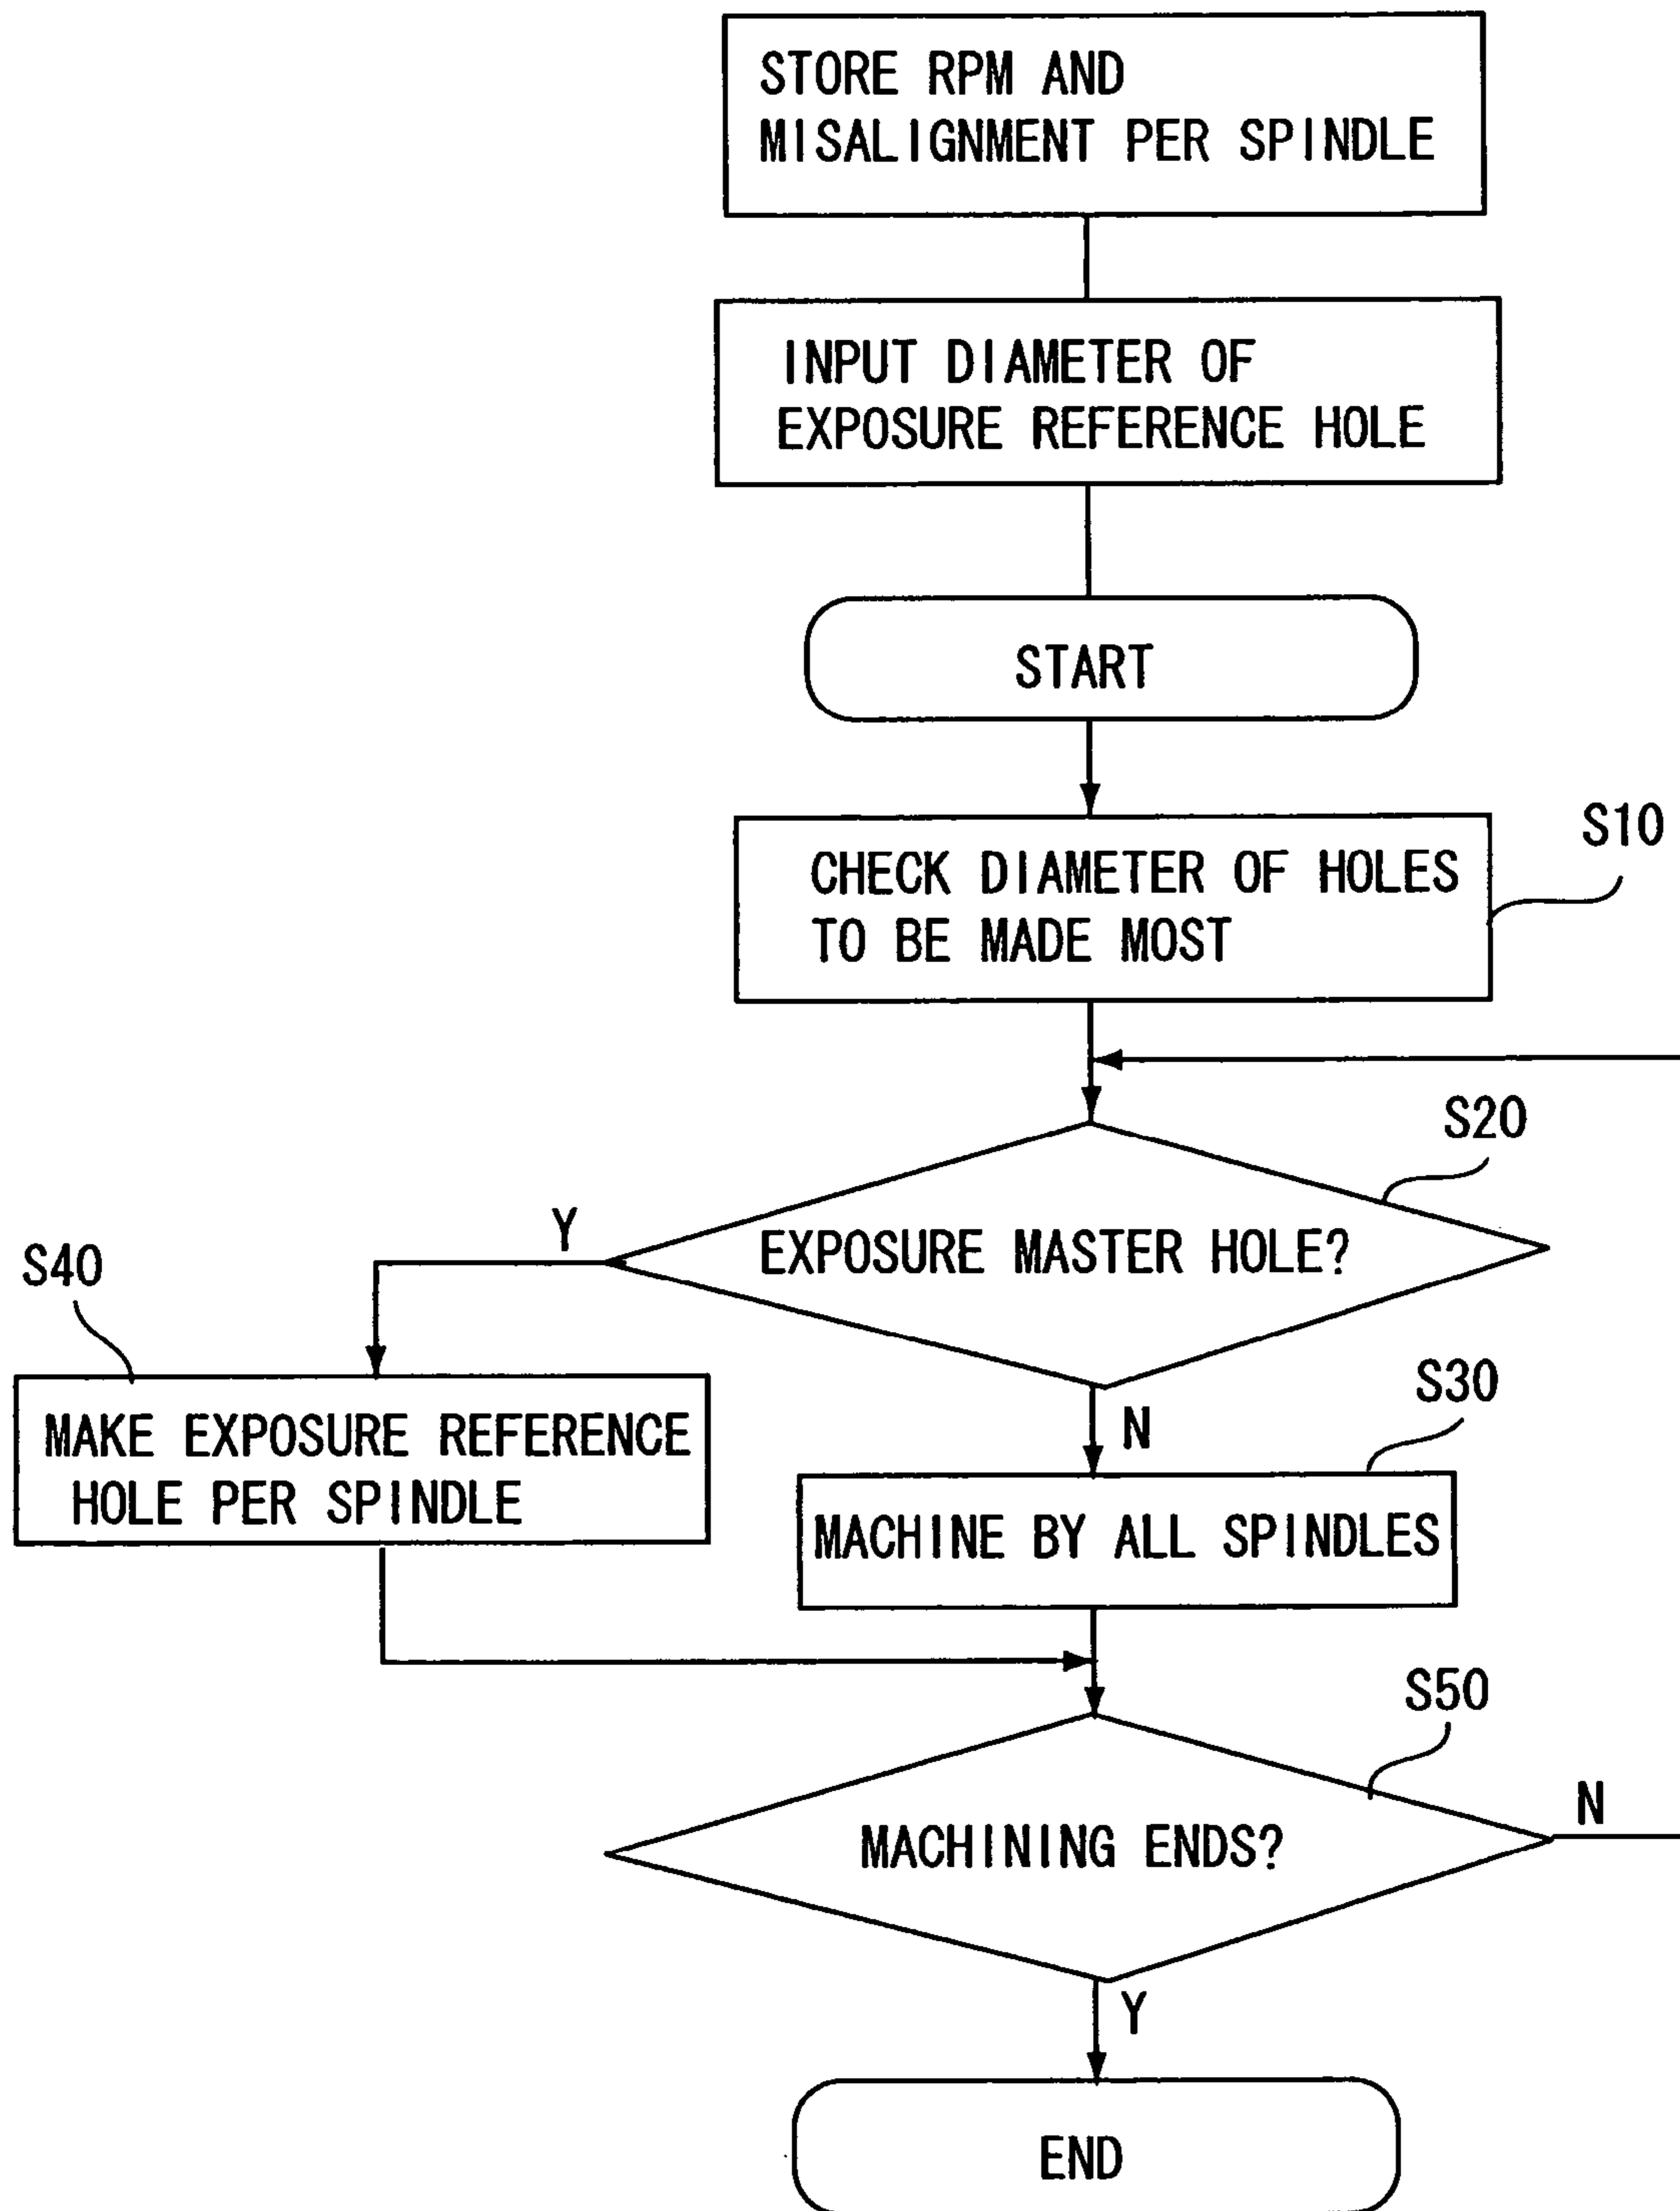 STORE RPM AND
MISALIGNMENT PER SPINDLE
INPUT DIAMETER OF
EXPOSURE REFERENCE HOLE
START
S10
CHECK DIAMETER OF HOLES
TO BE MADE MOST
S20
Y
EXPOSURE MASTER HOLE?
S40
S30
N
MAKE EXPOSURE REFERENCE
HOLE PER SPINDLE
MACHINE BY ALL SPINDLES
S50
N
MACHINING ENDS?
Y
END